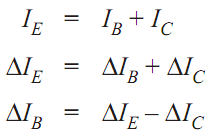 I_E = I_B + I_C
ΔI_E = ΔI_B + ΔI_C
ΔI_B = ΔI_E − ΔI_C